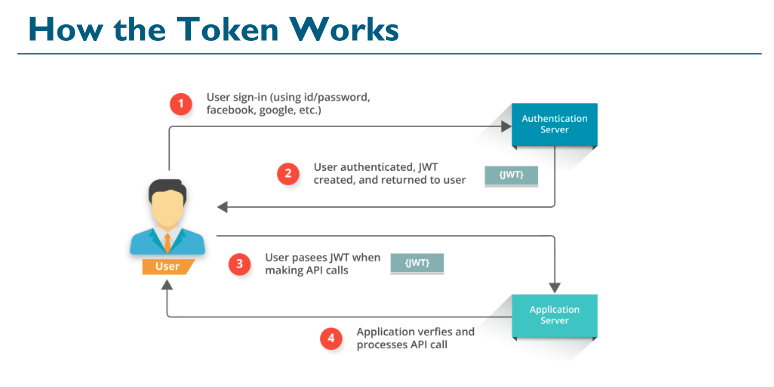 How the Token Works
1
User sign-in (using id/password,
facebook, google, etc.)
Authentication
Server
2
User authenticated, JWT
created, and returned to user
{JWT}
User
3
User pasees JWT when
making API calls
{JWT}
Application
Server
4
Application verfies and
processes API call